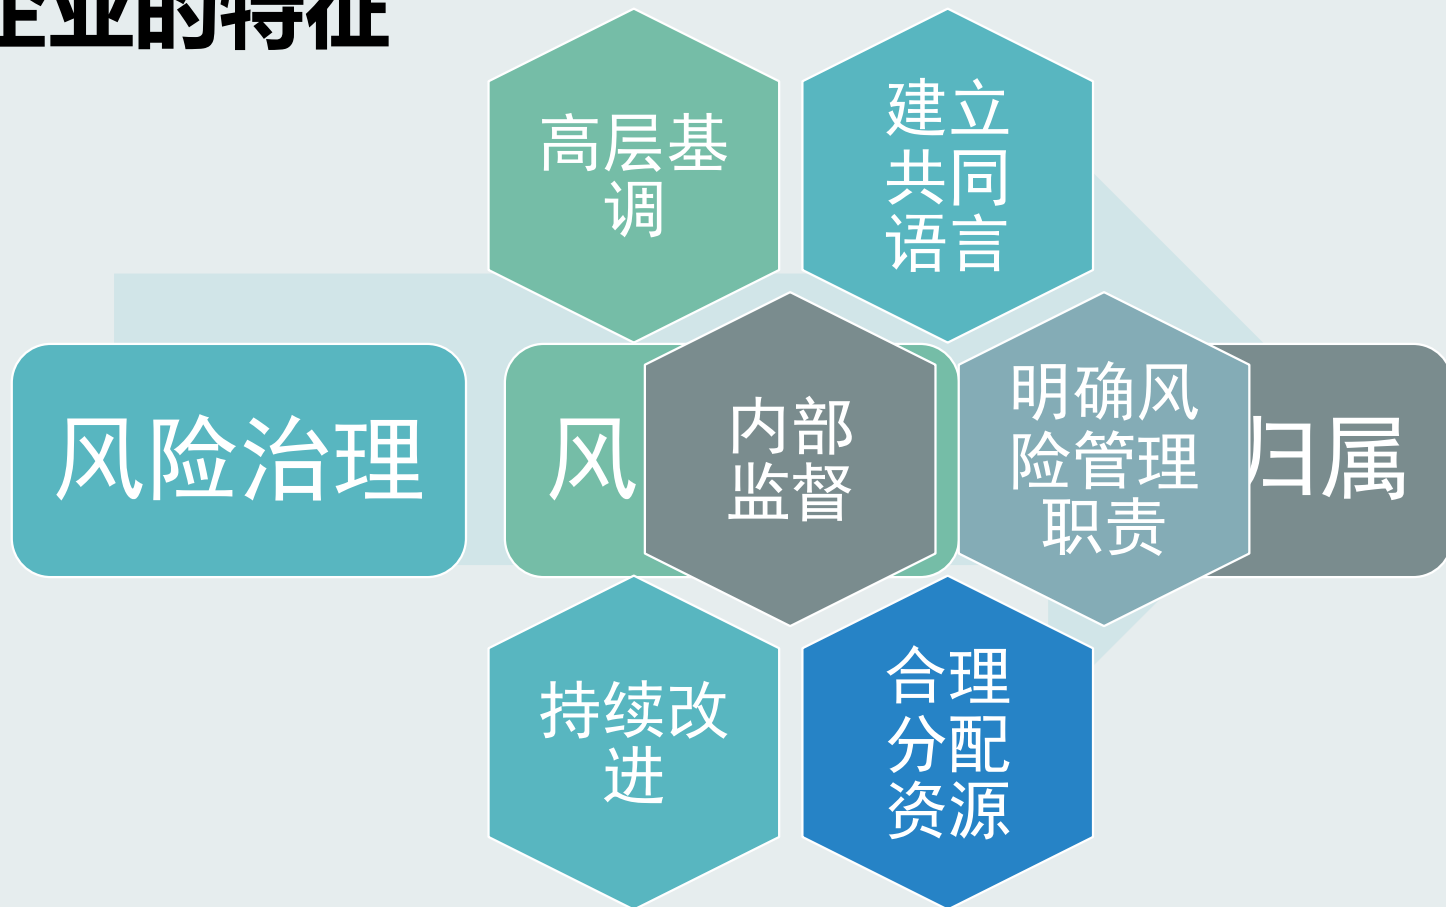 企业的特征
高层基
调
建立
共同
语言
风险治理
风
内部
监督
明确风
险管理
职责
归属
持续改
进
合理
分配
资源